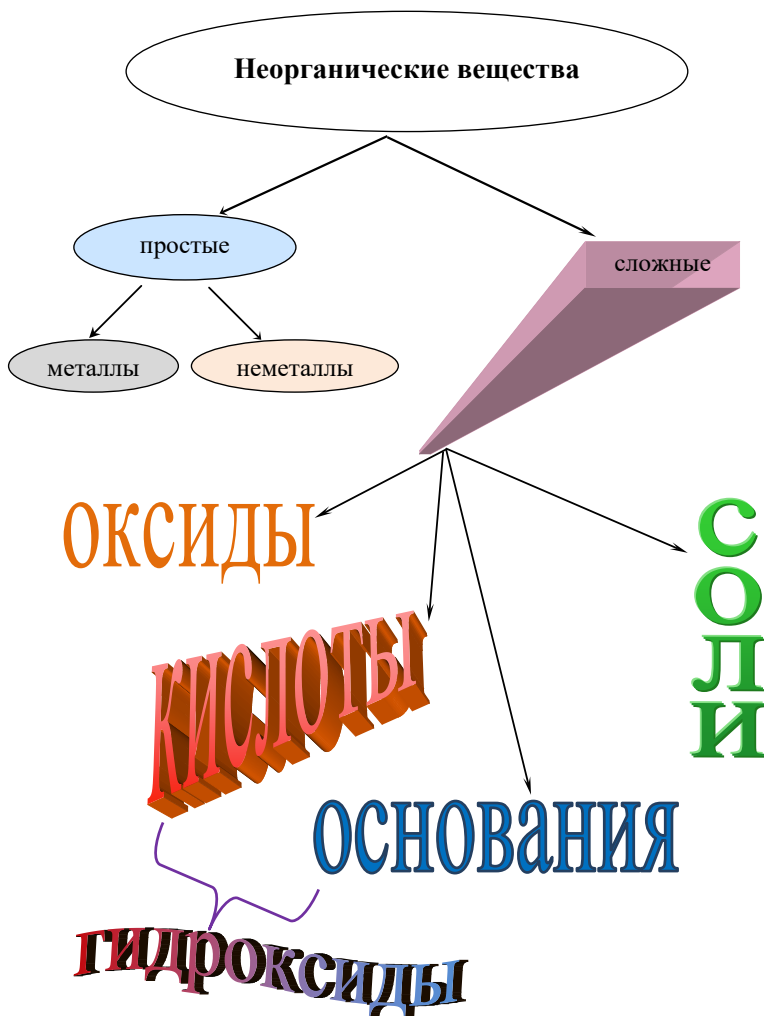 Неорганические вещества
простые
сложные
металлы
неметаллы
оксиды
соли
кислоты
основания
гидроксиды